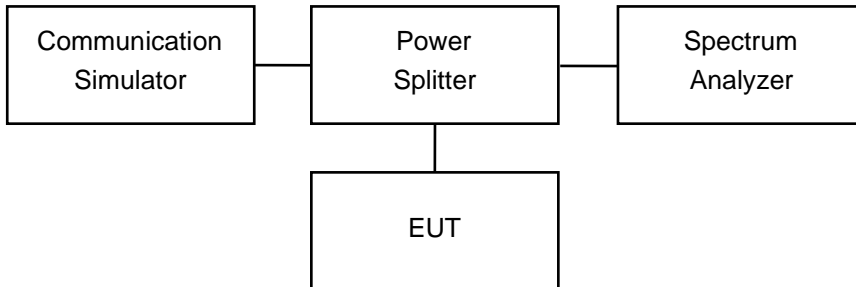 Communication
Simulator
Power
Splitter
Spectrum
Analyzer
EUT